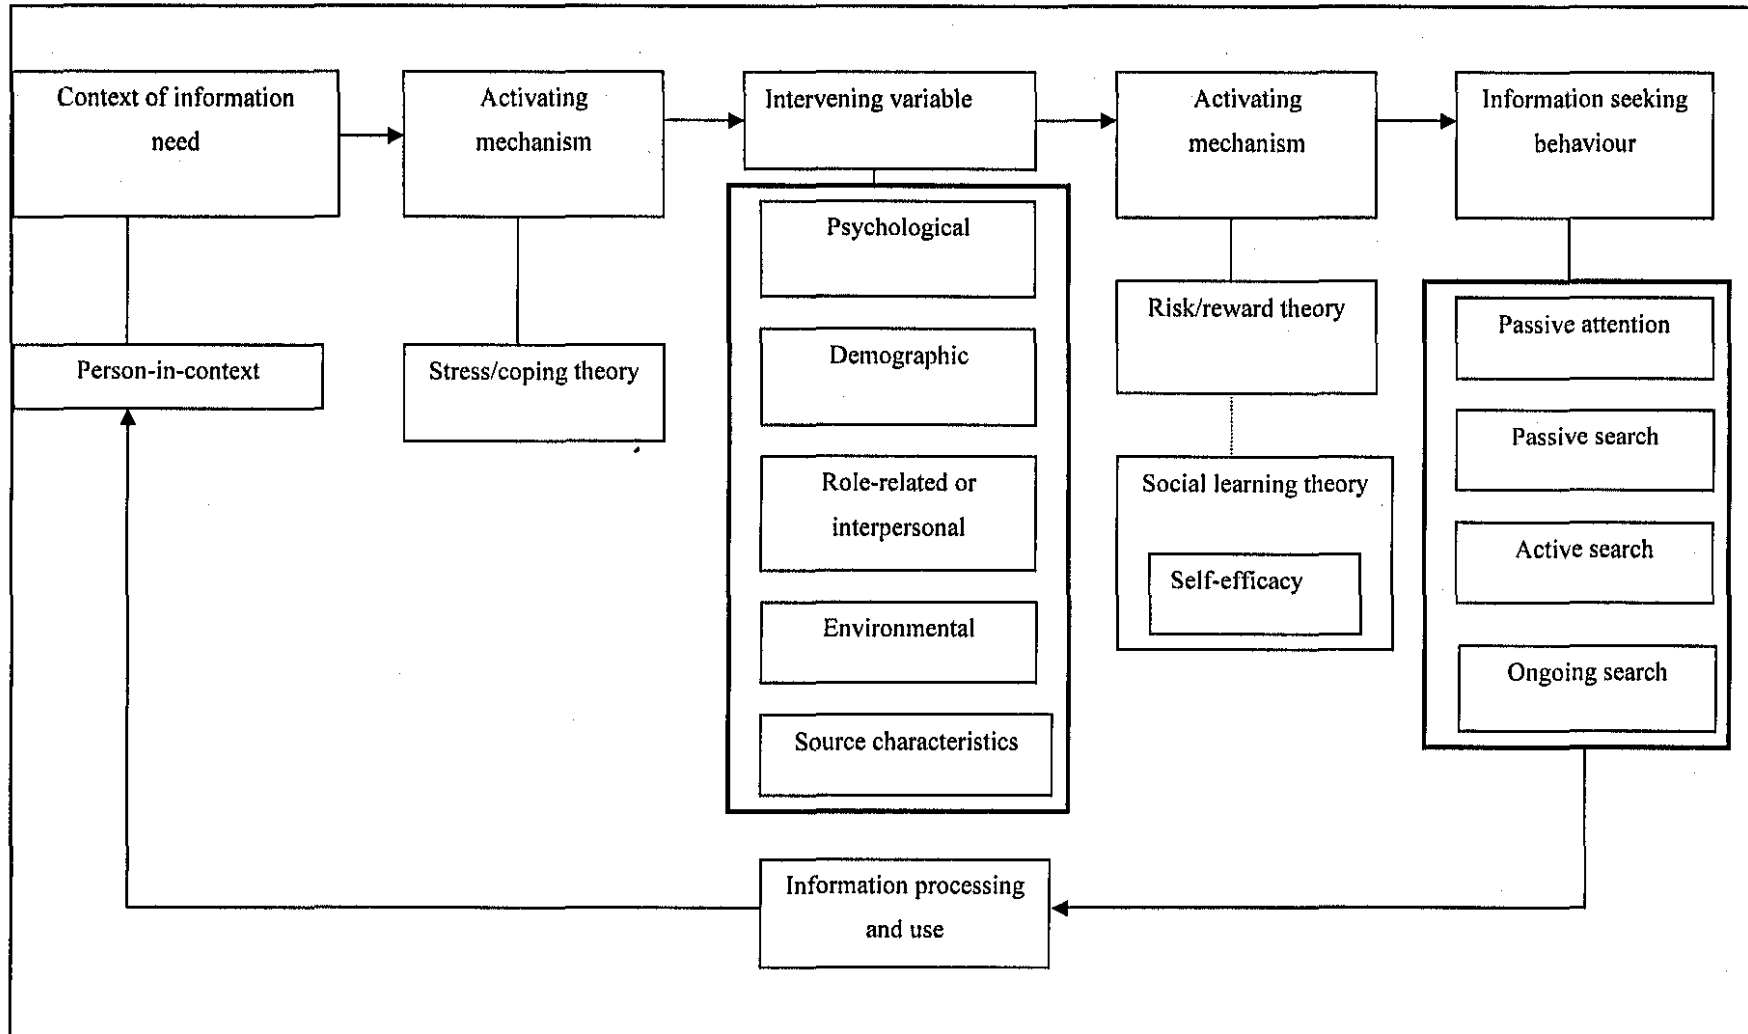 Context of information
need
Activating
mechanism
Intervening variable
Activating
mechanism
Information seeking
behaviour
Person-in-context
Stress/coping theory
Psychological
Demographic
Role-related or
interpersonal
Environmental
Source characteristics
Risk/reward theory
Social learning theory
Self-efficacy
Passive attention
Passive search
Active search
Ongoing search
Information processing
and use